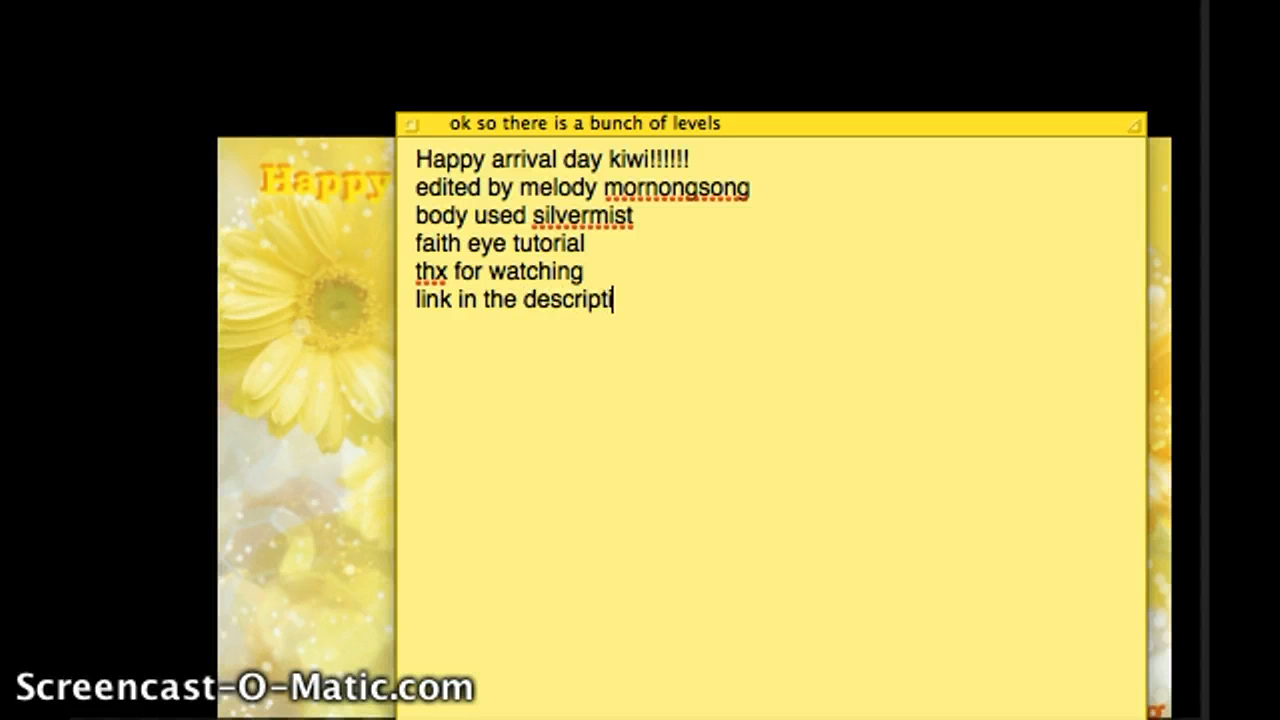 ok so there is a bunch of levels
Happy
Happy arrival day kiwi!!!!!!
edited by melody mornongsong
body used silvermist
faith eye tutorial
thx for watching
link in the descripti
Screencast-O-Matic.com